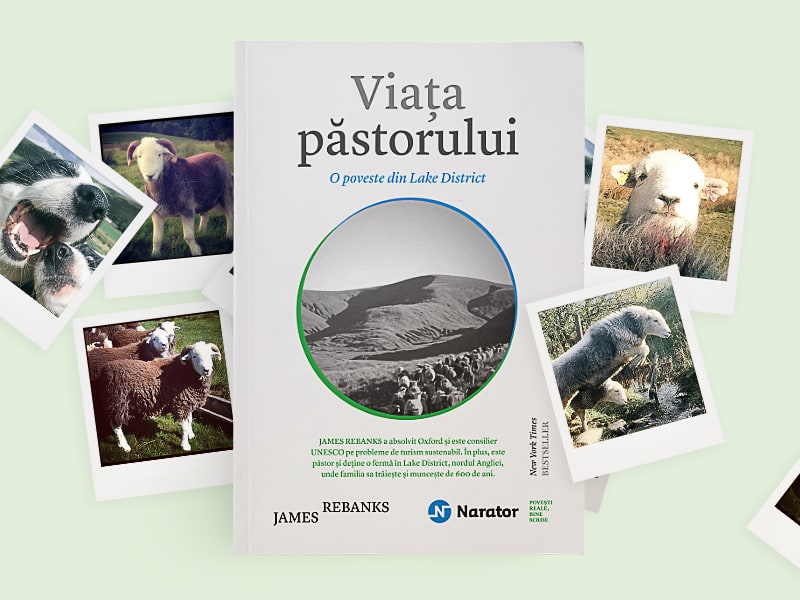 Viața
păstorului
O poveste din Lake District
JAMES REBANKS a absolvit Oxford și este consilier
UNESCO pe probleme de turism sustenabil. În plus, este
păstor și deține o fermă în Lake District, nordul Angliei,
unde familia sa trăiește și muncește de 600 de ani.
New York Times
BESTSELLER
JAMES REBANKS
N Narator
POVEȘTI
REALE,
BINE
SCRISE